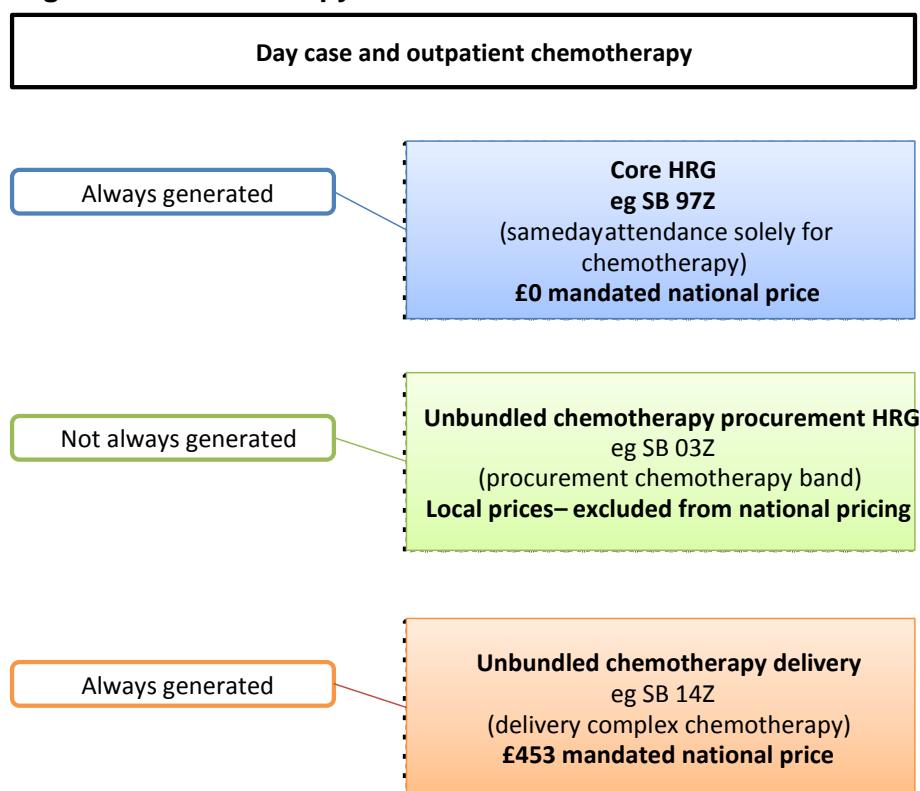 Day case and outpatient chemotherapy
Always generated
Core HRG
eg SB 97Z
(samedayattendance solely for
chemotherapy)
£0 mandated national price
Not always generated
Unbundled chemotherapy procurement HRG
eg SB 03Z
(procurement chemotherapy band)
Local prices– excluded from national pricing
Always generated
Unbundled chemotherapy delivery
eg SB 14Z
(delivery complex chemotherapy)
£453 mandated national price